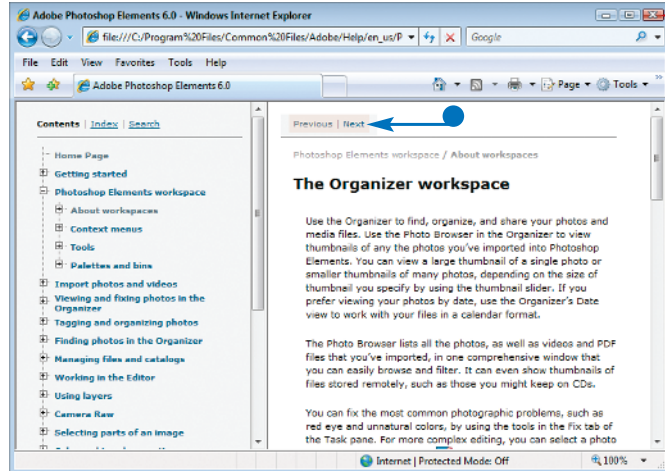 Adobe Photoshop Elements 6.0 - Windows Internet Explorer
file:///C:/Program%20Files/Common%20Files/Adobe/Help/en_us/P
Google
File Edit View Favorites Tools Help
Adobe Photoshop Elements 6.0
Page Tools
Contents | Index | Search
Home Page
Getting started
Photoshop Elements workspace
About workspaces
Context menus
Tools
Palettes and bins
Import photos and videos
Viewing and fixing photos in the
Organizer
Tagging and organizing photos
Finding photos in the Organizer
Managing files and catalogs
Working in the Editor
Using layers
Camera Raw
Selecting parts of an image
Previous | Next
Photoshop Elements workspace / About workspaces
The Organizer workspace
Use the Organizer to find, organize, and share your photos and
media files. Use the Photo Browser in the Organizer to view
thumbnails of any the photos you've imported into Photoshop
Elements. You can view a large thumbnail of a single photo or
smaller thumbnails of many photos, depending on the size of
thumbnail you specify by using the thumbnail slider. If you
prefer viewing your photos by date, use the Organizer's Date
view to work with your files in a calendar format.
The Photo Browser lists all the photos, as well as videos and PDF
files that you've imported, in one comprehensive window that
you can easily browse and filter. It can even show thumbnails of
files stored remotely, such as those you might keep on CDs.
You can fix the most common photographic problems, such as
red eye and unnatural colors, by using the tools in the Fix tab of
the Task pane. For more complex editing, you can select a photo
Internet | Protected Mode: Off
100%